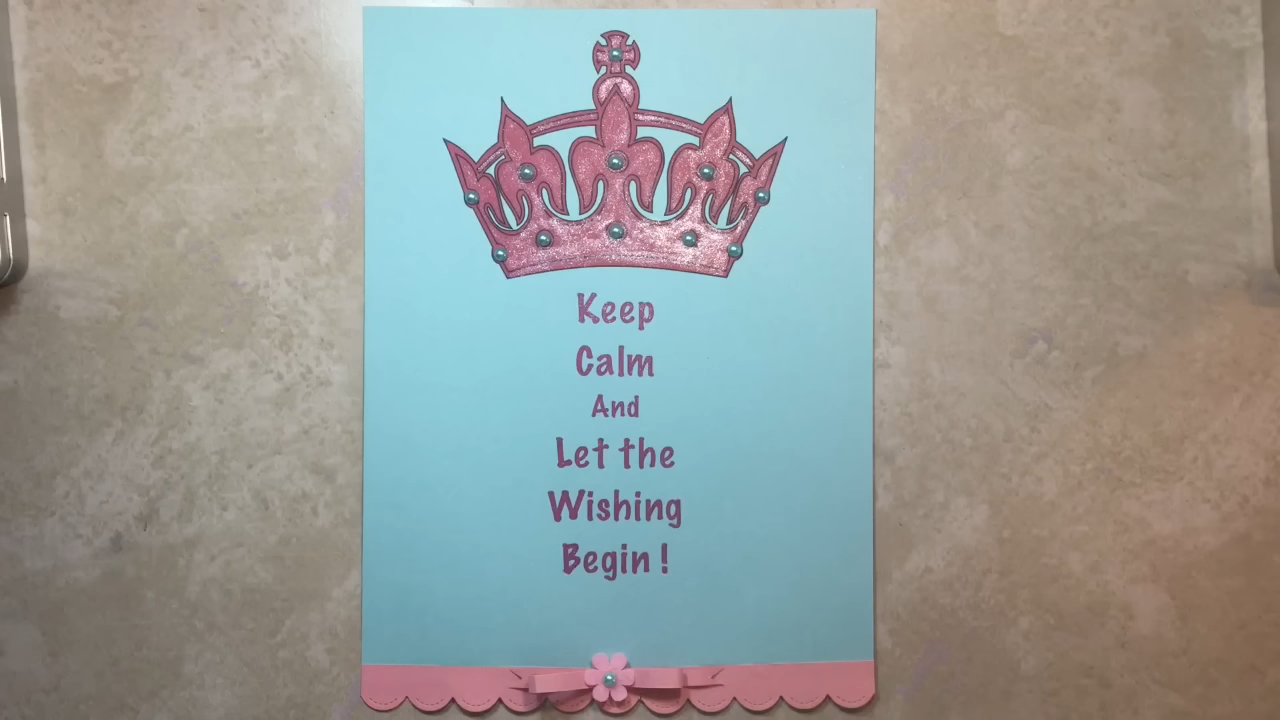 Keep
Calm
And
Let the
Wishing
Begin !